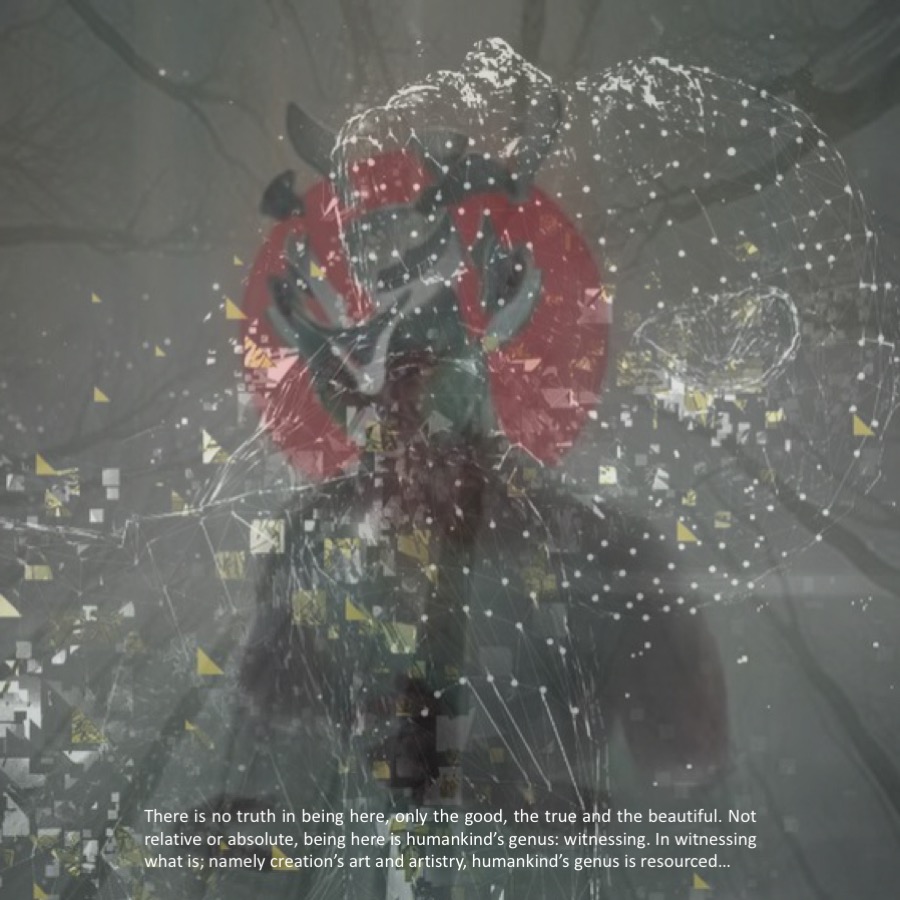 There is no truth in being here, only the good, the true and the beautiful. Not
relative or absolute, being here is humankind’s genus: witnessing. In witnessing
what is; namely creation’s art and artistry, humankind’s genus is resourced...